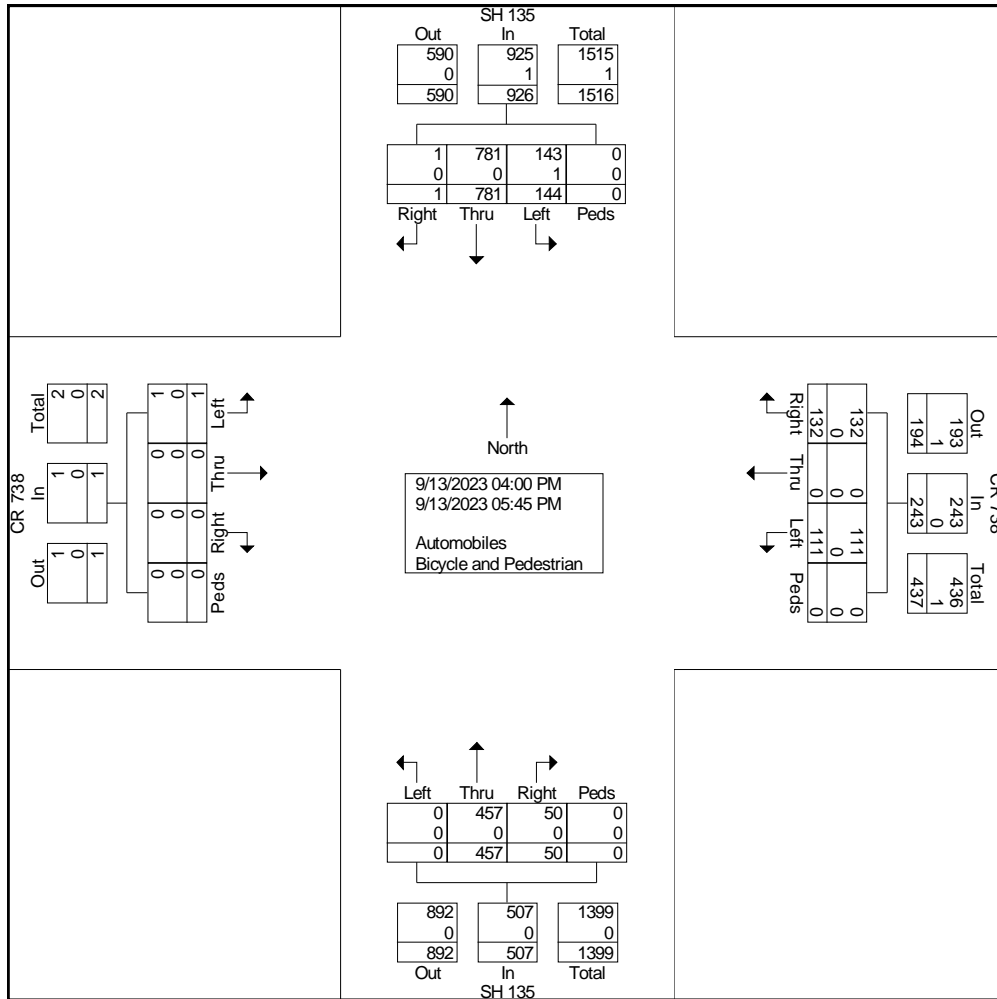 SH 135
Out In Total
590 925 1515
0 1 1
590 926 1516
1 781 143 0
0 0 1 0
1 781 144 0
Right Thru Left Peds
CR 738
Total In Out
2 1 1
0 0 0
2 1 1
1 0 0 0
0 0 0 0
1 0 0 0
Left Thru Right Peds
North
9/13/2023 04:00 PM
9/13/2023 05:45 PM
Automobiles
Bicycle and Pedestrian
CR 738
Out In Total
193 243 436
1 0 1
194 243 437
132 0 111 0
0 0 0 0
132 0 111 0
Right Thru Left Peds
Left Thru Right Peds
0 457 50 0
0 0 0 0
0 457 50 0
892 507 1399
0 0 0
892 507 1399
Out In Total
SH 135